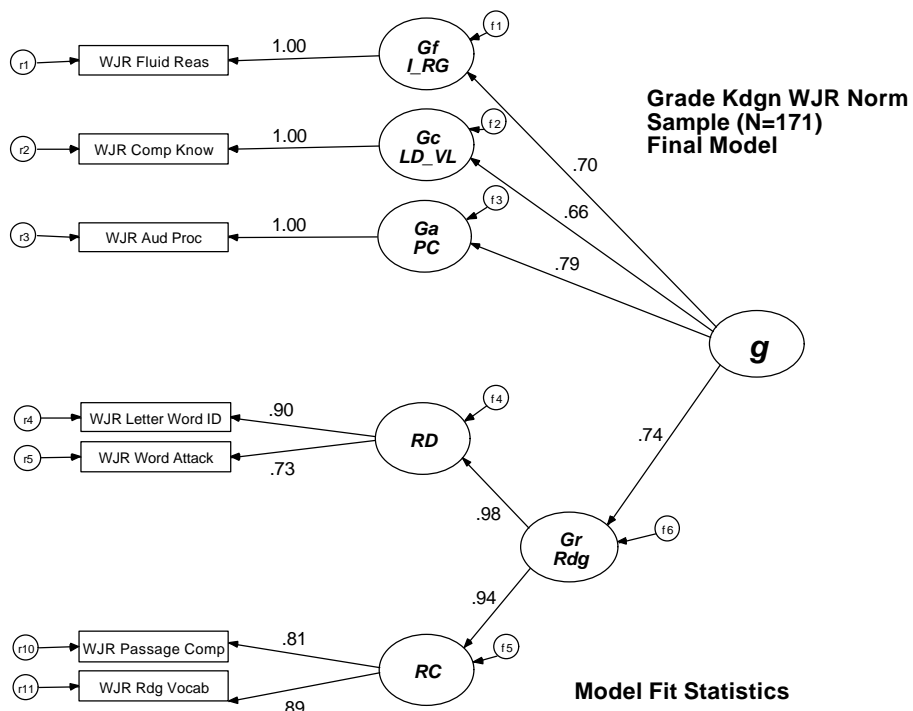 f1
1.00
Gf
I_RG
r1
WJR Fluid Reas
Grade Kdgn WJR Norm
Sample (N=171)
Final Model
f2
1.00
Gc
LD_VL
r2
WJR Comp Know
.70
.66
f3
1.00
Ga
PC
r3
WJR Aud Proc
.79
g
f4
.90
r4
WJR Letter Word ID
RD
r5
WJR Word Attack
.73
.74
.98
Gr
Rdg
f6
.94
r10
WJR Passage Comp
.81
f5
RC
r11
WJR Rdg Vocab
.89
Model Fit Statistics